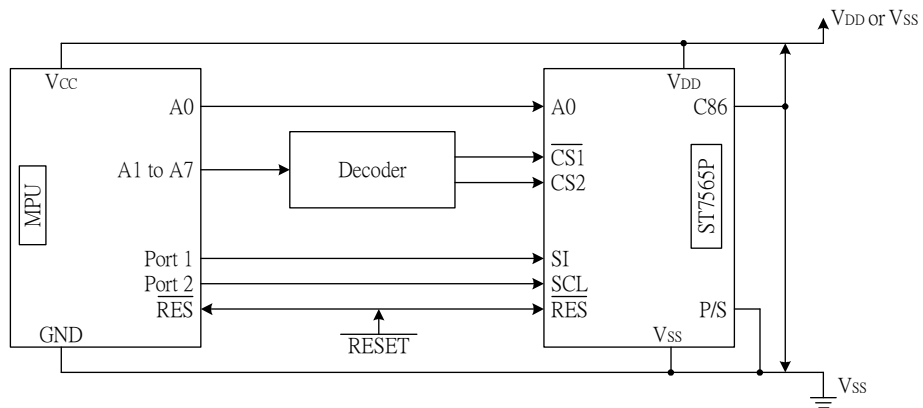 VDD or VSS
VCC
A0
A1 to A7
MPU
Port 1
Port 2
RES
GND
Decoder
RESET
VDD
A0
C86
CS1
CS2
ST7565P
SI
SCL
RES
P/S
VSS
VSS